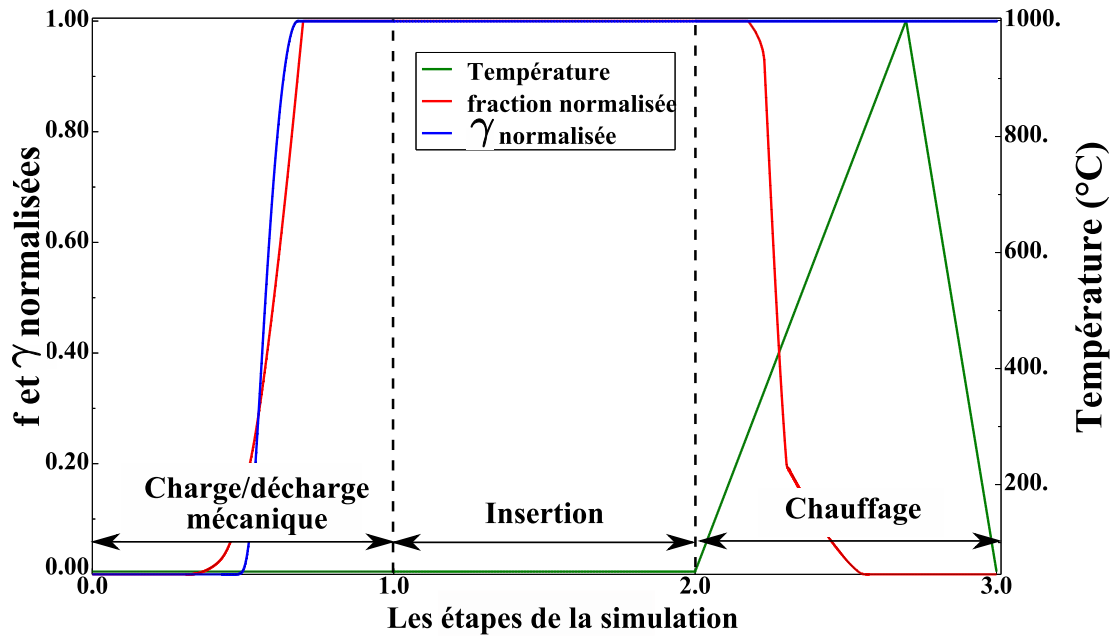 1.00
0.80
0.60
0.40
0.20
0.00
f et γ normalisées
1000.
800.
600.
400.
200.
Température (°C)
Température
fraction normalisée
γ normalisée
Charge/décharge
mécanique
Insertion
Chauffage
0.0
1.0
2.0
3.0
Les étapes de la simulation